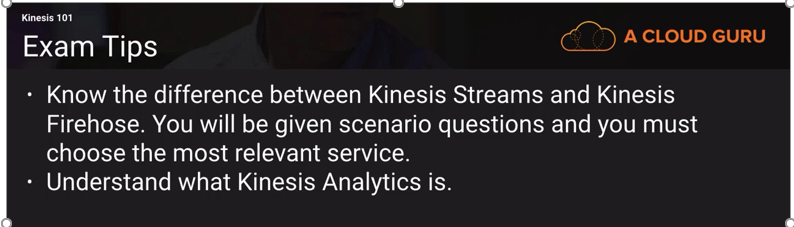 Kinesis 101
Exam Tips
A CLOUD GURU
• Know the difference between Kinesis Streams and Kinesis
Firehose. You will be given scenario questions and you must
choose the most relevant service.
• Understand what Kinesis Analytics is.